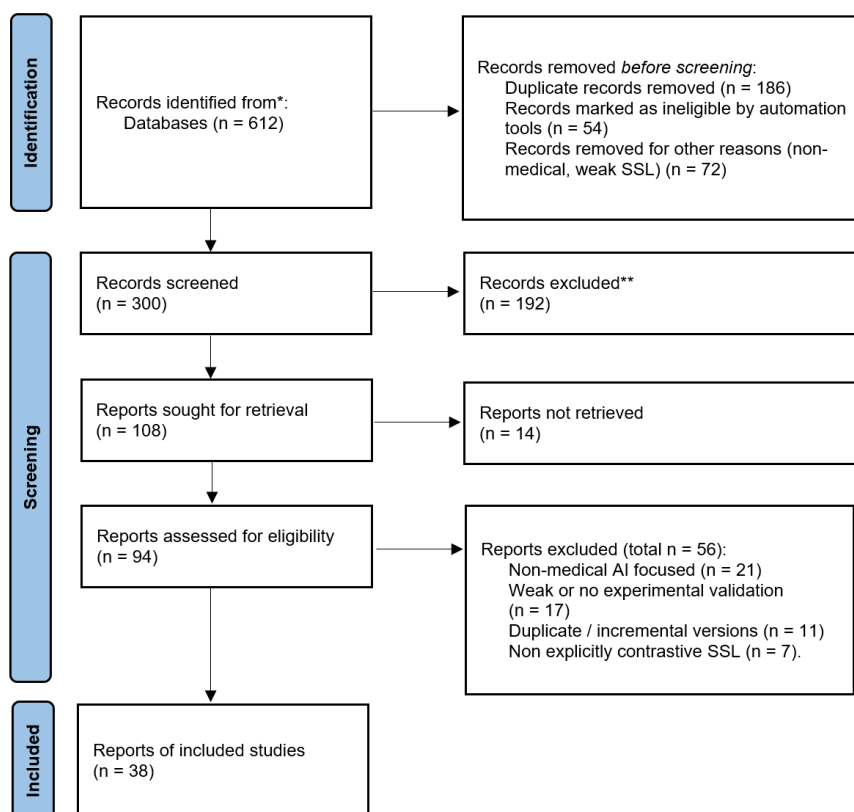 Identification
Records identified from*:
Databases (n = 612)
Records removed before screening:
Duplicate records removed (n = 186)
Records marked as ineligible by automation
tools (n = 54)
Records removed for other reasons (non-
medical, weak SSL) (n = 72)
Screening
Records screened
(n = 300)
Records excluded**
(n = 192)
Reports sought for retrieval
(n = 108)
Reports not retrieved
(n = 14)
Reports assessed for eligibility
(n = 94)
Reports excluded (total n = 56):
Non-medical AI focused (n = 21)
Weak or no experimental validation
(n = 17)
Duplicate / incremental versions (n = 11)
Non explicitly contrastive SSL (n = 7).
Included
Reports of included studies
(n = 38)